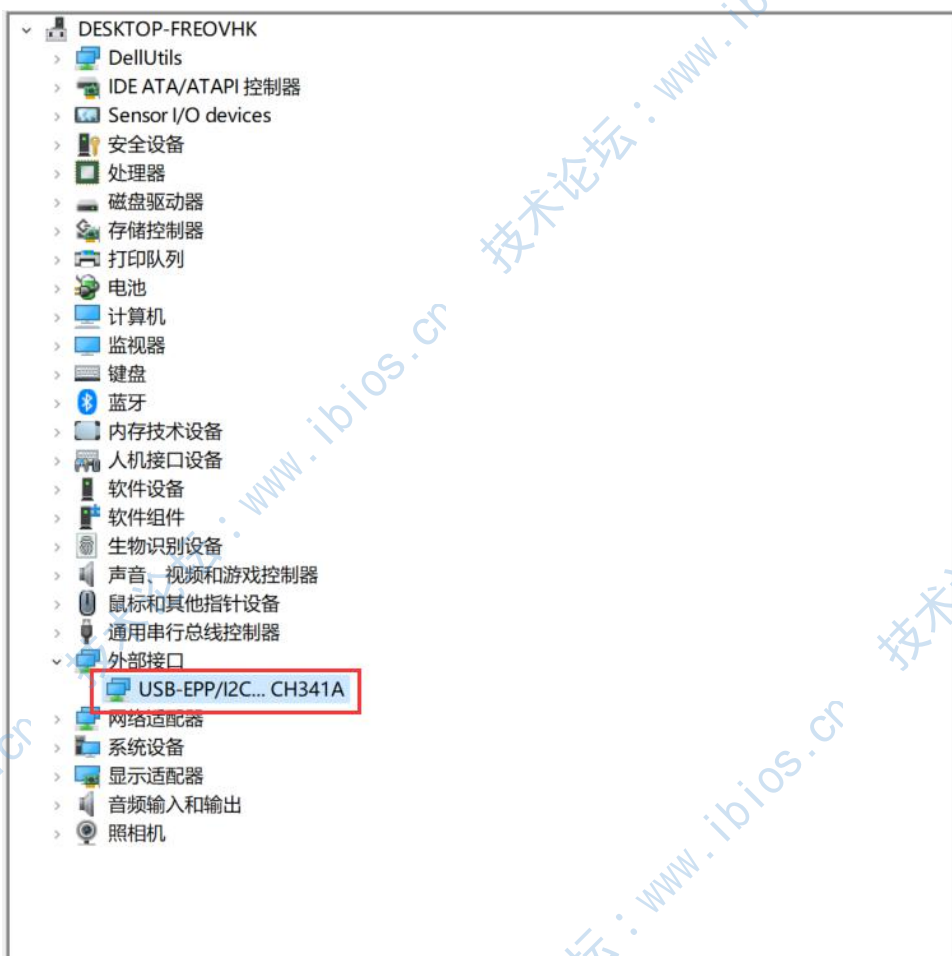 DESKTOP-FREOVHK
DellUtils
IDE ATA/ATAPI 控制器
Sensor I/O devices
安全设备
处理器
磁盘驱动器
存储控制器
打印队列
电池
计算机
监视器
键盘
蓝牙
内存技术设备
人机接口设备
软件设备
软件组件
生物识别设备
声音、视频和游戏控制器
鼠标和其他指针设备
通用串行总线控制器
外部接口
USB-EPP/I2C... CH341A
网络适配器
系统设备
显示适配器
音频输入和输出
照相机
技术论坛：www.i
技术论坛：www.ibios.cn
技术
论坛：www.ibios.cn
cn